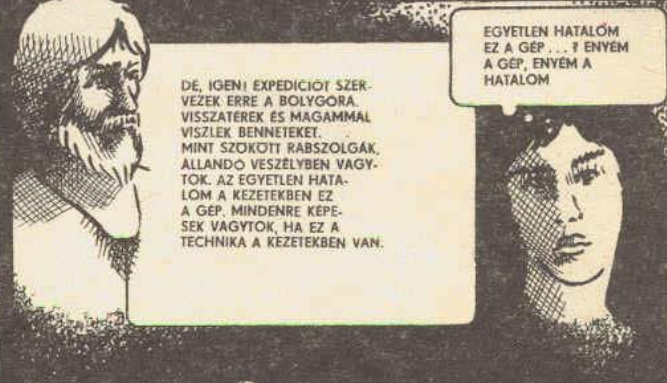 DE, IGEN! EXPEDICIÓT SZER-
VEZEK ERRE A BOLYGÓRA.
VISSZATÉREK ÉS MAGAMMAL
VISZLEK BENNETEKET.
MINT SZÖKÖTT RABSZOLGÁK,
ÁLLANDÓ VESZÉLYBEN VAGY-
TOK. AZ EGYETLEN HATA-
LOM A KEZETEKBEN EZ
A GÉP. MINDENRE KÉPE-
SEK VAGYTOK, HA EZ A
TECHNIKA A KEZETEKBEN VAN.
EGYETLEN HATALOM
EZ A GÉP . . . ? ENYÉM
A GÉP, ENYÉM A
HATALOM